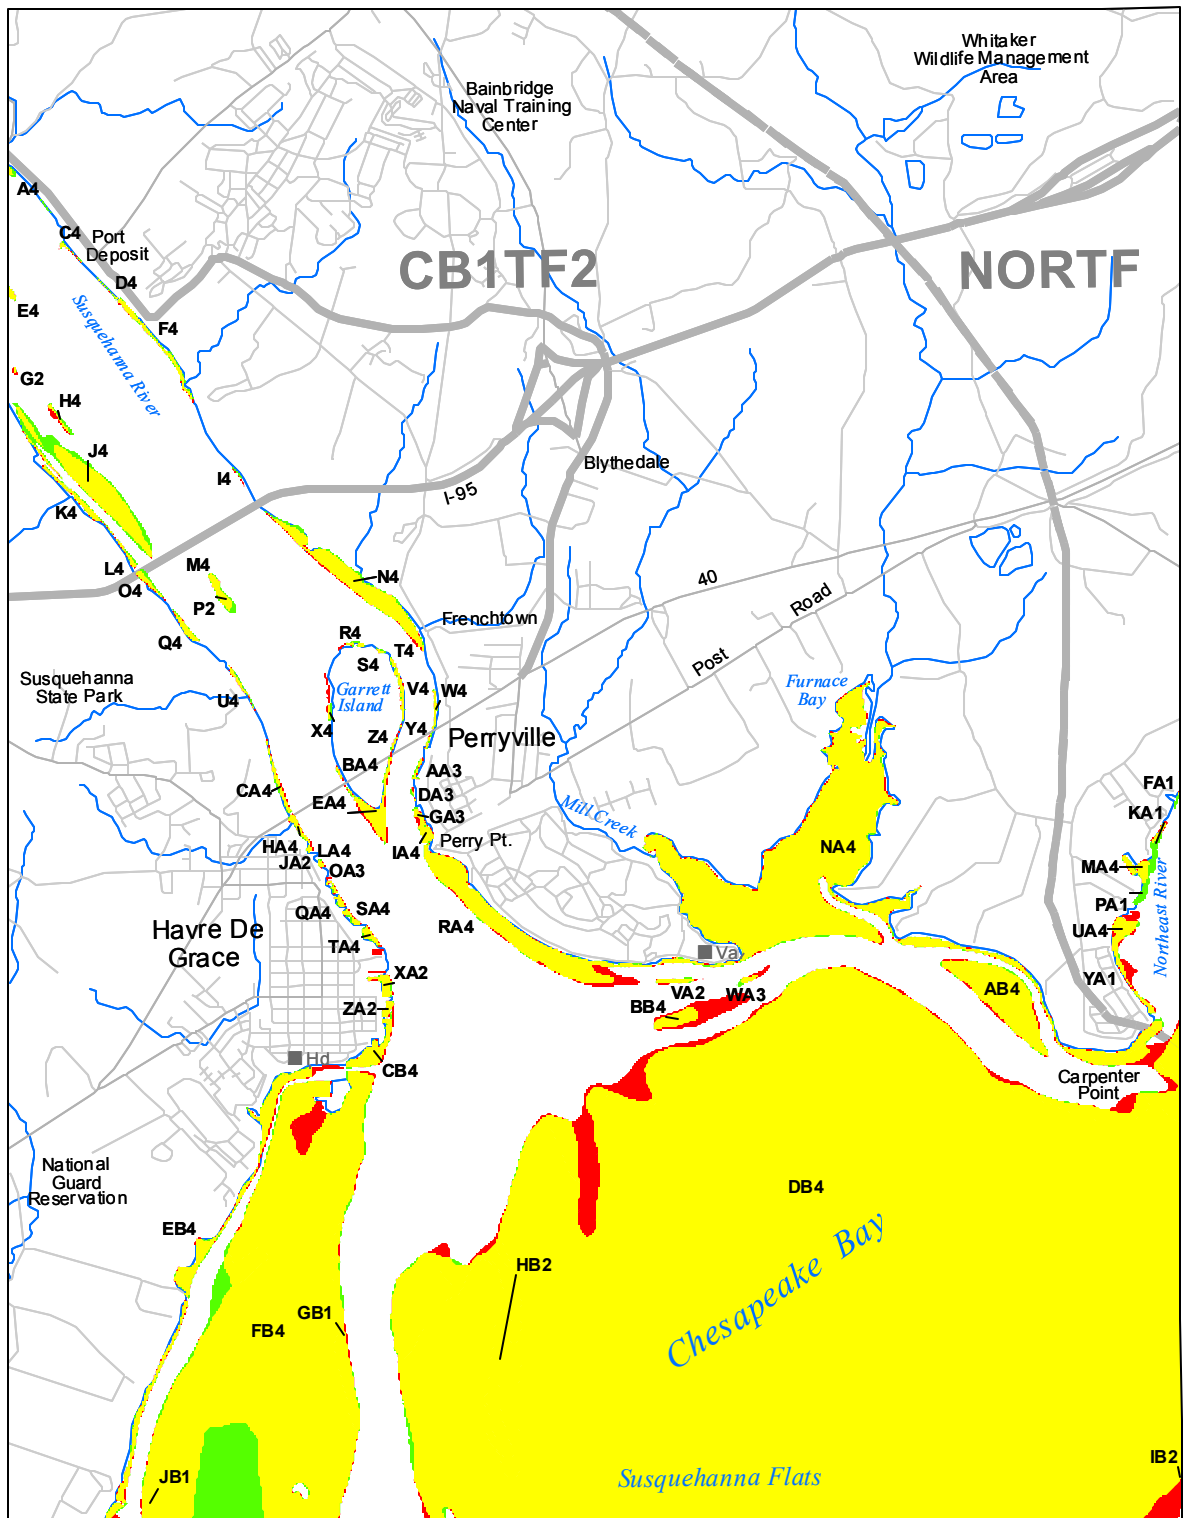 Whitaker
Wildlife Management
Area
Bainbridge
Naval Training
Center
A4
C4
Port
Deposit
CB1TF2
NORTF
D4
E4
Susquehanna River
F4
G2
H4
J4
Blythedale
I4
I-95
K4
L4
M4
N4
40
O4
P2
Road
Frenchtown
R4
Q4
T4
S4
Post
Susquehanna
State Park
Garrett
Island
V4
W4
Furnace
Bay
U4
X4
Y4
Z4
Perryville
BA4
AA3
FA1
CA4
DA3
EA4
GA3
Mill Creek
KA1
HA4
LA4
IA4
Perry Pt.
NA4
JA2
OA3
MA4
PA1
QA4
SA4
RA4
UA4
Northeast River
Havre De
Grace
TA4
Va
XA2
YA1
VA2
WA3
AB4
ZA2
BB4
Hd
CB4
Carpenter
Point
National
Guard
Reservation
DB4
EB4
HB2
Chesapeake Bay
GB1
FB4
IB2
JB1
Susquehanna Flats